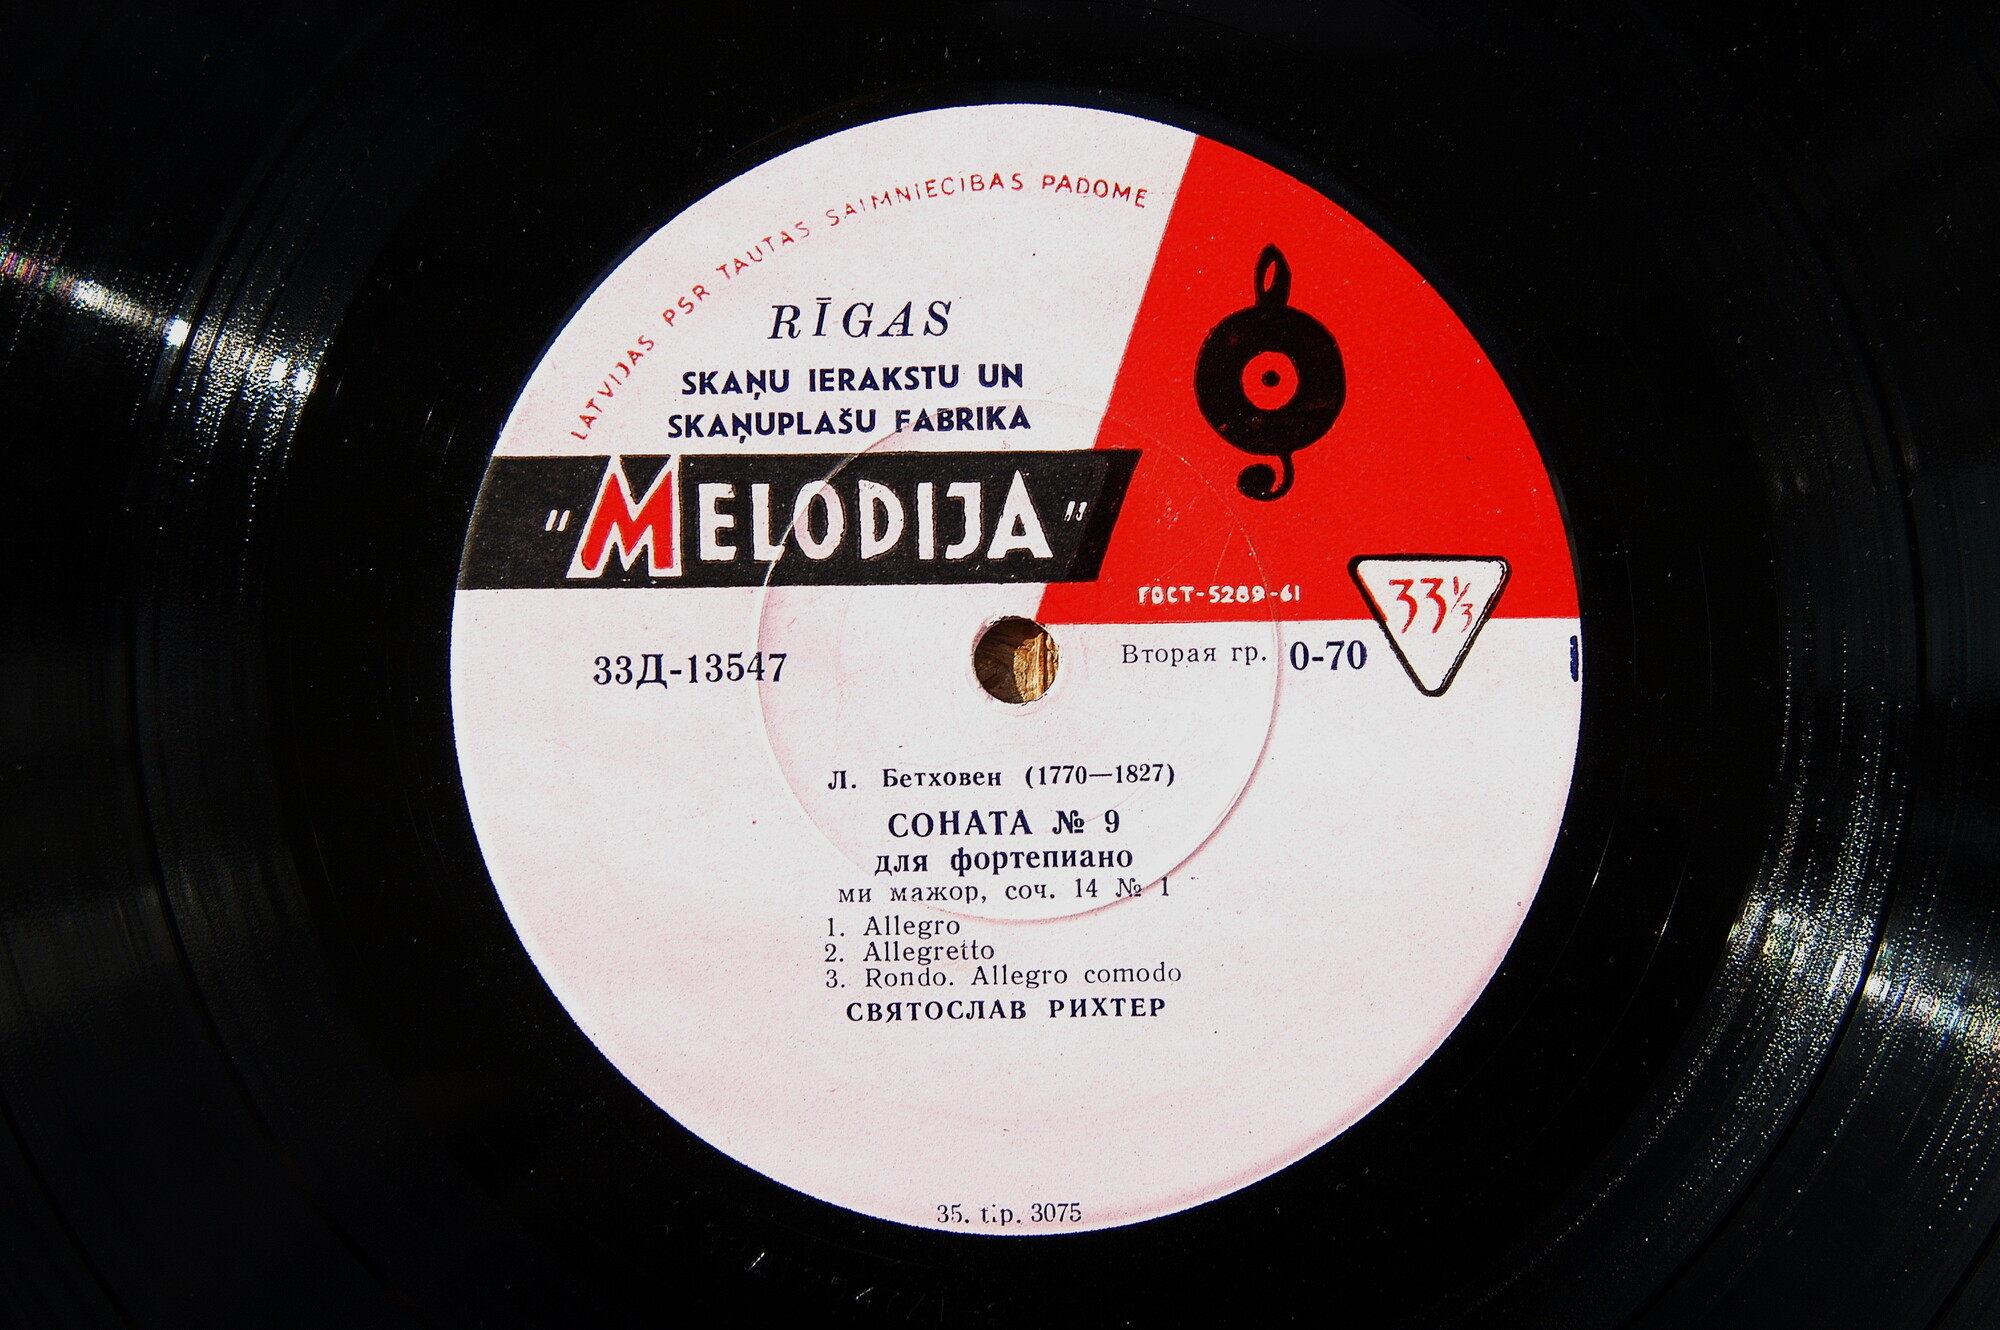 LATVIJAS PSR TAUTAS SAIMNIECĪBAS PADOME
RĪGAS
SKAŅU IERAKSTU UN
SKAŅUPLAŠU FABRIKA
"MELODIJA"
ГОСТ-5289-61
33⅓
33Д-13547
Вторая гр. 0-70
Л. Бетховен (1770—1827)
СОНАТА № 9
для фортепиано
ми мажор, соч. 14 № 1
1. Allegro
2. Allegretto
3. Rondo. Allegro comodo
СВЯТОСЛАВ РИХТЕР
35. tip. 3075